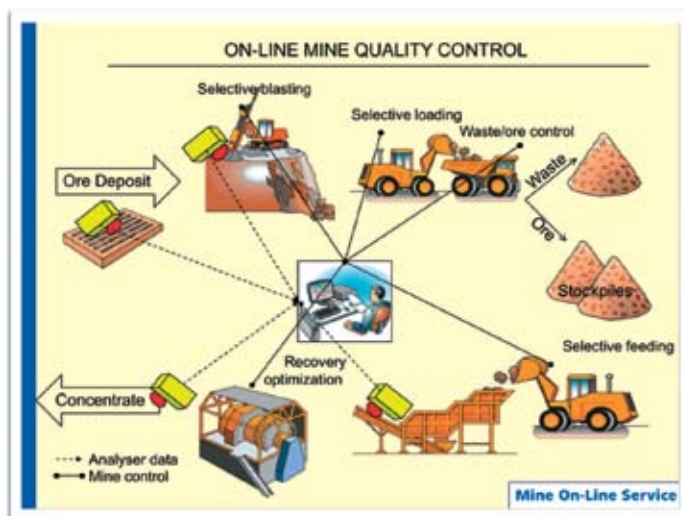 ON-LINE MINE QUALITY CONTROL
Selective blasting
Selective loading
Waste/ore control
Ore Deposit
Waste
Ore
Stockpiles
Selective feeding
Recovery
optimization
Concentrate
Analyser data
Mine control
Mine On-Line Service